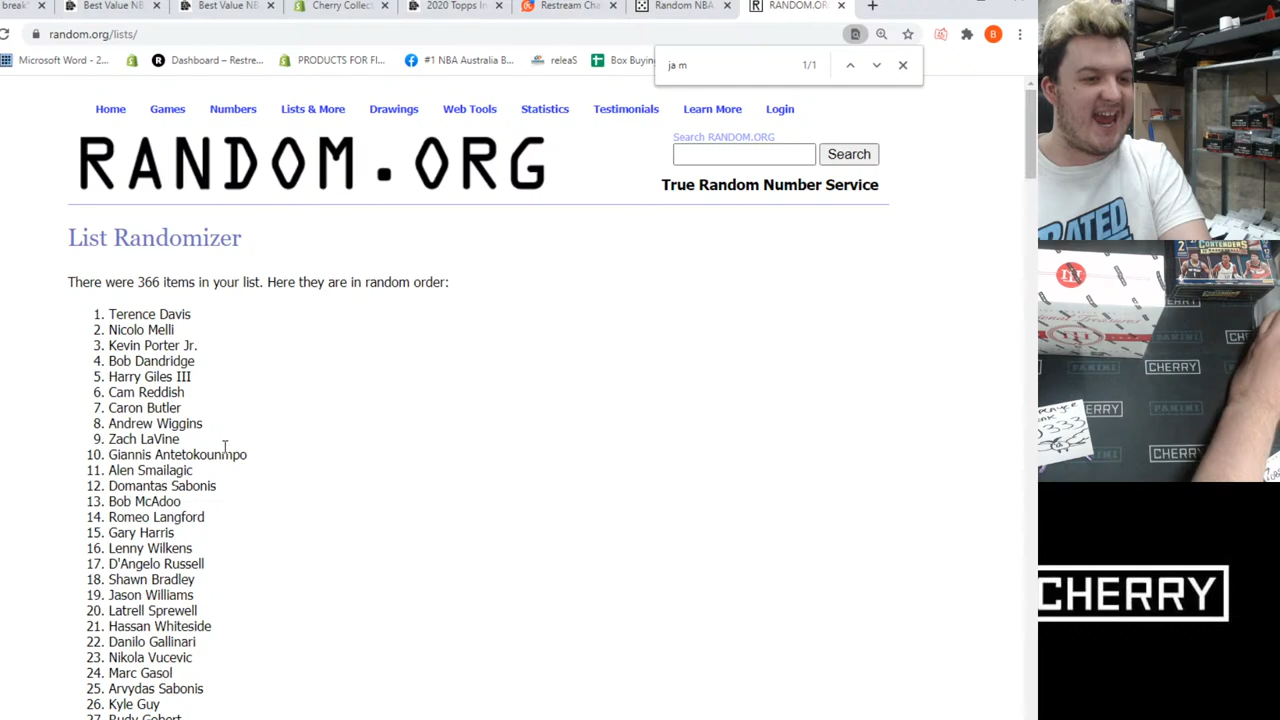 break"
Best Value NB
Best Value NB
Cherry Collect
2020 Topps In
Restream Cha
Random NBA
RANDOM.OR
random.org/lists/
Microsoft Word - 2...
Dashboard – Restre...
PRODUCTS FOR FI...
#1 NBA Australia B...
releaS
Box Buying
ja m
1/1
B
Home
Games
Numbers
Lists & More
Drawings
Web Tools
Statistics
Testimonials
Learn More
Login
RANDOM.ORG
Search RANDOM.ORG
Search
True Random Number Service
List Randomizer
There were 366 items in your list. Here they are in random order:
1. Terence Davis
2. Nicolo Melli
3. Kevin Porter Jr.
4. Bob Dandridge
5. Harry Giles III
6. Cam Reddish
7. Caron Butler
8. Andrew Wiggins
9. Zach LaVine
10. Giannis Antetokounmpo
11. Alen Smailagic
12. Domantas Sabonis
13. Bob McAdoo
14. Romeo Langford
15. Gary Harris
16. Lenny Wilkens
17. D'Angelo Russell
18. Shawn Bradley
19. Jason Williams
20. Latrell Sprewell
21. Hassan Whiteside
22. Danilo Gallinari
23. Nikola Vucevic
24. Marc Gasol
25. Arvydas Sabonis
26. Kyle Guy
27. Rudy Gobert
RATED
CONTENDERS
Treasures
PANINI
CHERRY
CHERRY
PANINI
CHERRY
CHERRY